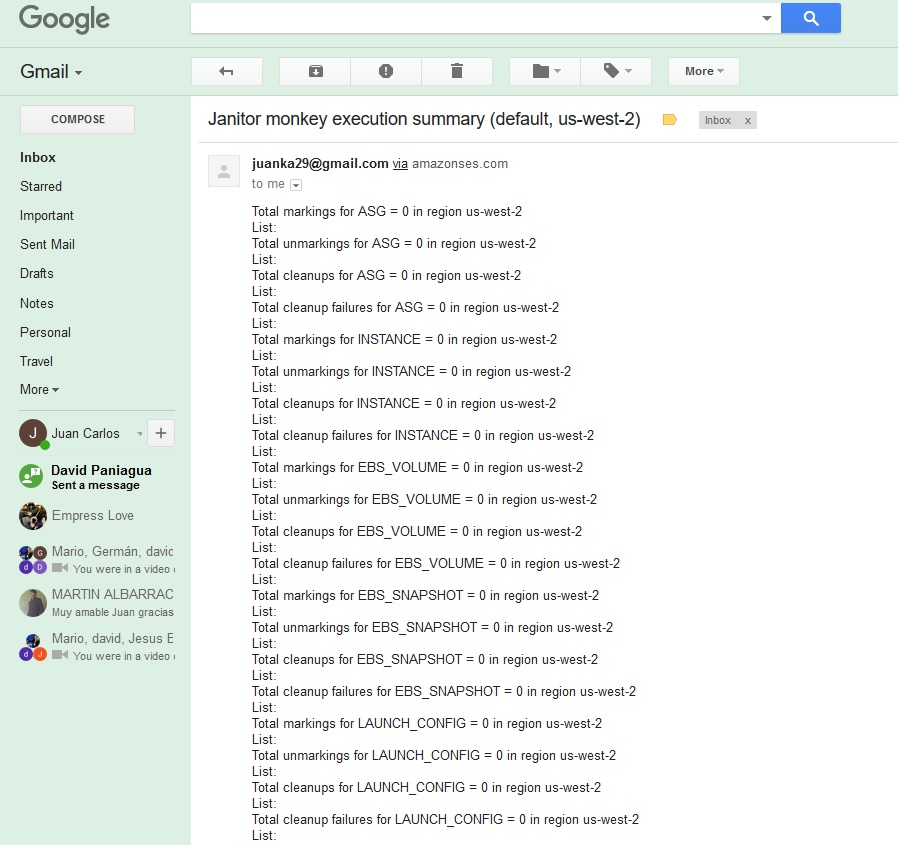 Google
Gmail
More
COMPOSE
Inbox
Starred
Important
Sent Mail
Drafts
Notes
Personal
Travel
More
J Juan Carlos +
David Paniagua
Sent a message
Empress Love
Mario, Germán, davic
G
d D You were in a video
MARTIN ALBARRAC
Muy amable Juan gracias
Mario, david, Jesus E
d J You were in a video
Janitor monkey execution summary (default, us-west-2) Inbox x
juanka29@gmail.com via amazonses.com
to me
Total markings for ASG = 0 in region us-west-2
List:
Total unmarkings for ASG = 0 in region us-west-2
List:
Total cleanups for ASG = 0 in region us-west-2
List:
Total cleanup failures for ASG = 0 in region us-west-2
List:
Total markings for INSTANCE = 0 in region us-west-2
List:
Total unmarkings for INSTANCE = 0 in region us-west-2
List:
Total cleanups for INSTANCE = 0 in region us-west-2
List:
Total cleanup failures for INSTANCE = 0 in region us-west-2
List:
Total markings for EBS_VOLUME = 0 in region us-west-2
List:
Total unmarkings for EBS_VOLUME = 0 in region us-west-2
List:
Total cleanups for EBS_VOLUME = 0 in region us-west-2
List:
Total cleanup failures for EBS_VOLUME = 0 in region us-west-2
List:
Total markings for EBS_SNAPSHOT = 0 in region us-west-2
List:
Total unmarkings for EBS_SNAPSHOT = 0 in region us-west-2
List:
Total cleanups for EBS_SNAPSHOT = 0 in region us-west-2
List:
Total cleanup failures for EBS_SNAPSHOT = 0 in region us-west-2
List:
Total markings for LAUNCH_CONFIG = 0 in region us-west-2
List:
Total unmarkings for LAUNCH_CONFIG = 0 in region us-west-2
List:
Total cleanups for LAUNCH_CONFIG = 0 in region us-west-2
List:
Total cleanup failures for LAUNCH_CONFIG = 0 in region us-west-2
List: